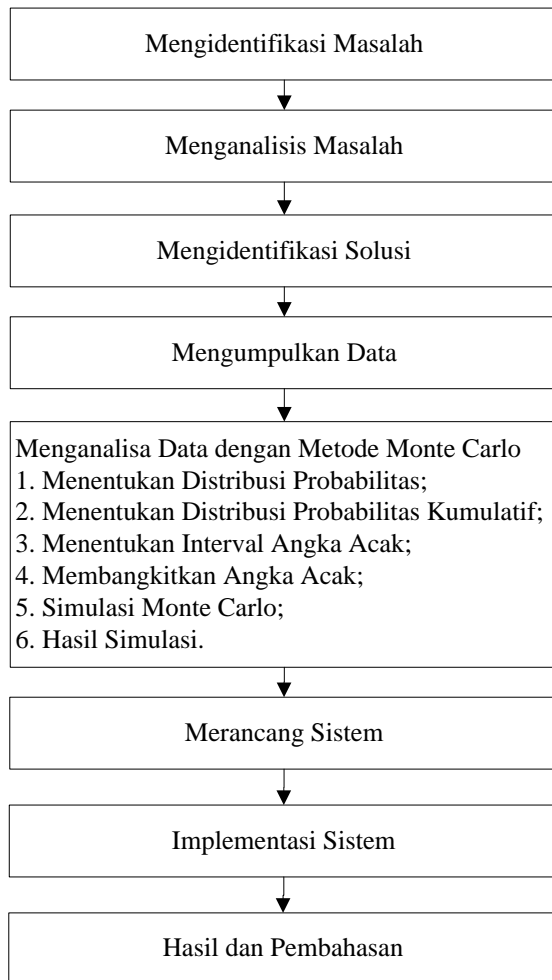 Mengidentifikasi Masalah
Menganalisis Masalah
Mengidentifikasi Solusi
Mengumpulkan Data
Menganalisa Data dengan Metode Monte Carlo
1. Menentukan Distribusi Probabilitas;
2. Menentukan Distribusi Probabilitas Kumulatif;
3. Menentukan Interval Angka Acak;
4. Membangkitkan Angka Acak;
5. Simulasi Monte Carlo;
6. Hasil Simulasi.
Merancang Sistem
Implementasi Sistem
Hasil dan Pembahasan